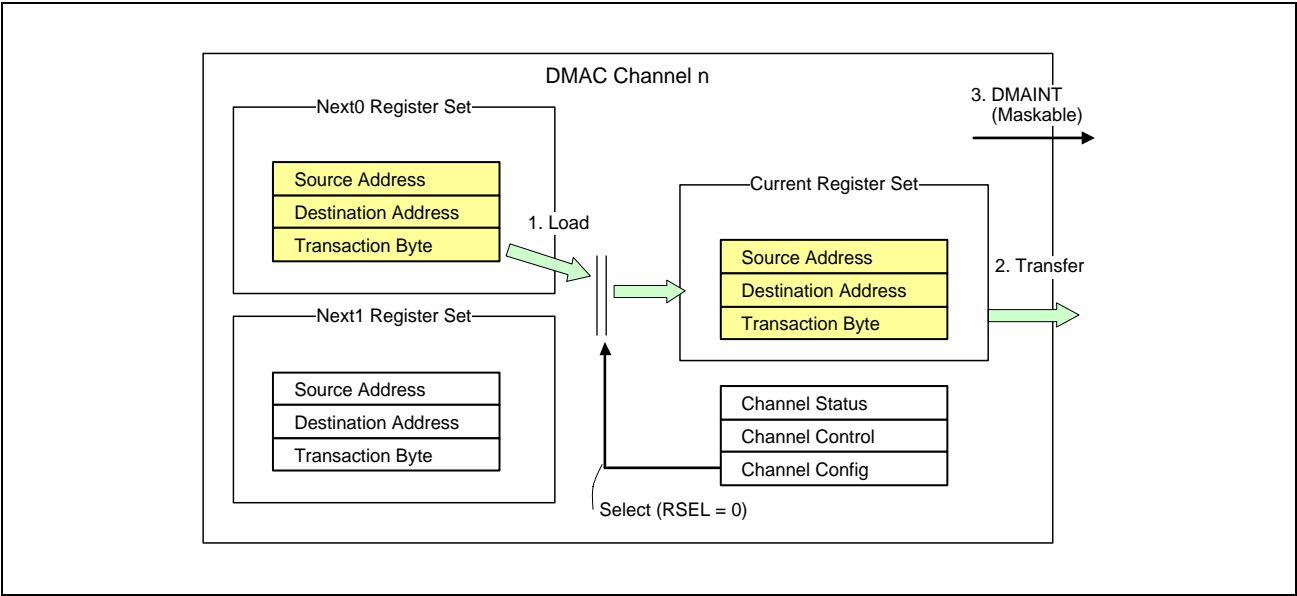 DMAC Channel n
Next0 Register Set
Source Address
Destination Address
Transaction Byte
1. Load
Next1 Register Set
Source Address
Destination Address
Transaction Byte
Select (RSEL = 0)
Current Register Set
Source Address
Destination Address
Transaction Byte
Channel Status
Channel Control
Channel Config
2. Transfer
3. DMAINT
(Maskable)